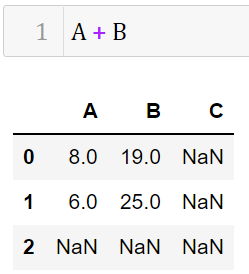 1 A + B
A B C
0 8.0 19.0 NaN
1 6.0 25.0 NaN
2 NaN NaN NaN